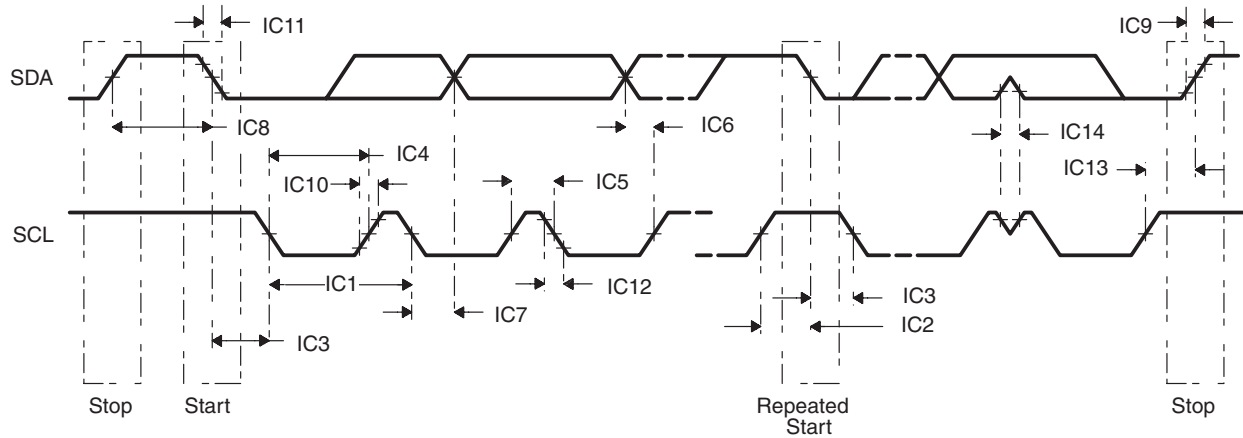 IC11
IC9
SDA
IC8
IC6
IC14
IC4
IC10
IC5
IC13
SCL
IC1
IC12
IC7
IC3
IC3
IC2
Stop
Start
Repeated
Start
Stop